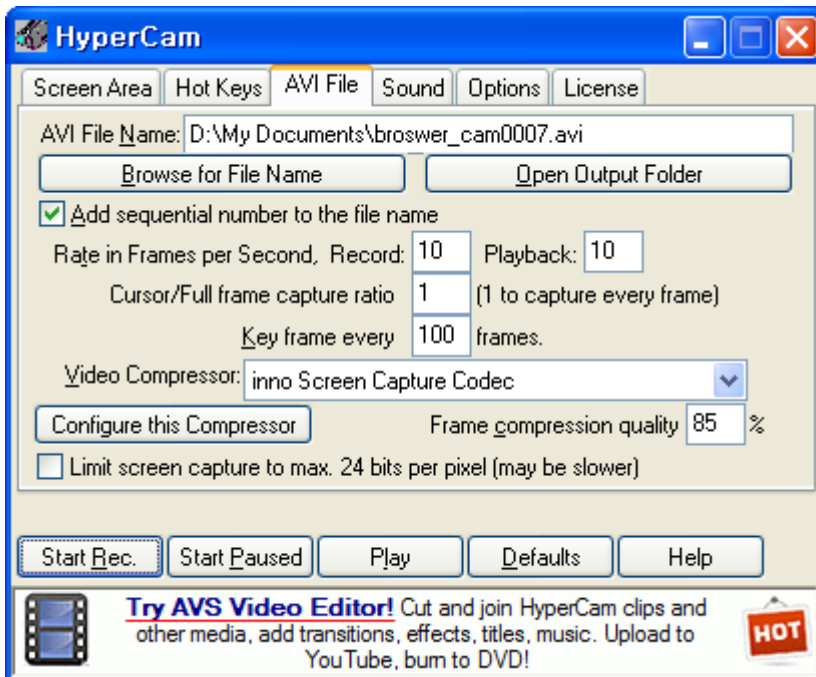 HyperCam
Screen Area Hot Keys AVI File Sound Options License
AVI File Name: D:\My Documents\broswer_cam0007.avi
Browse for File Name Open Output Folder
Add sequential number to the file name
Rate in Frames per Second, Record: 10 Playback: 10
Cursor/Full frame capture ratio 1 (1 to capture every frame)
Key frame every 100 frames.
Video Compressor: inno Screen Capture Codec
Configure this Compressor Frame compression quality 85 %
Limit screen capture to max. 24 bits per pixel (may be slower)
Start Rec. Start Paused Play Defaults Help
Try AVS Video Editor! Cut and join HyperCam clips and
other media, add transitions, effects, titles, music. Upload to
YouTube, burn to DVD!
HOT